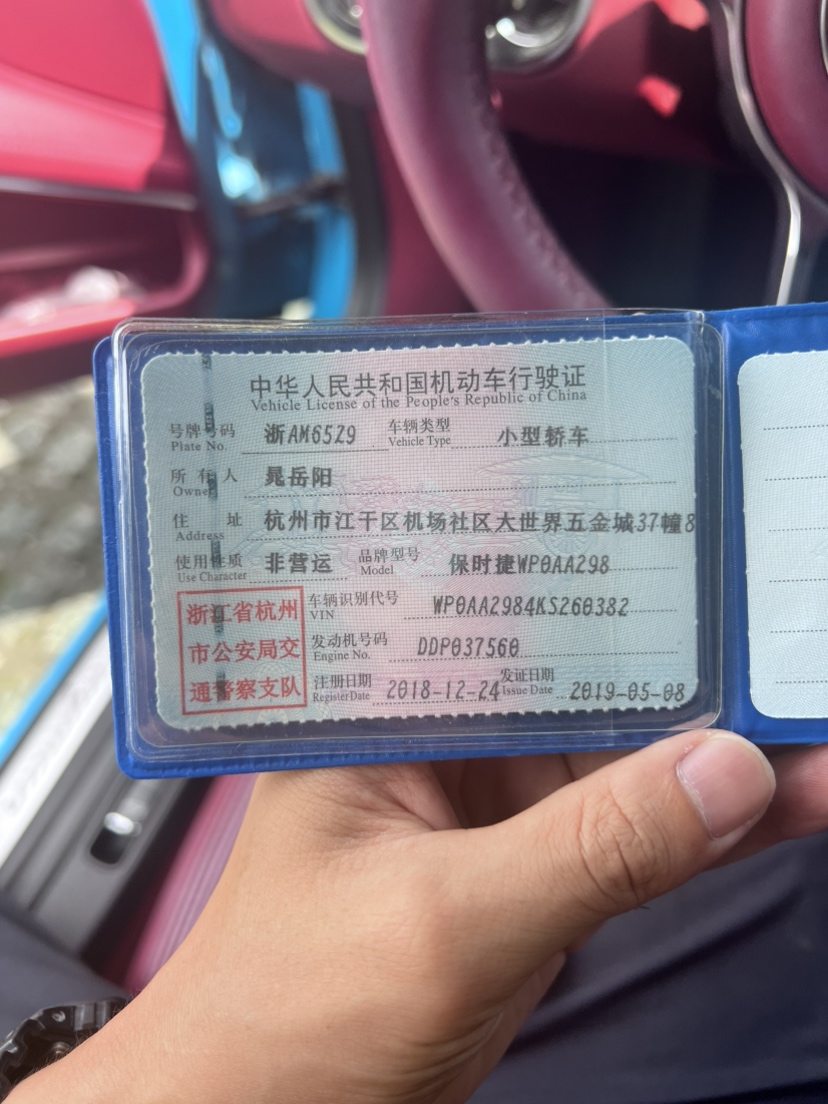 中华人民共和国机动车行驶证
Vehicle License of the People's Republic of China
号牌号码 浙AM65Z9 车辆类型 小型轿车
Plate No. Vehicle Type
所有人 晁岳阳
Owner
住址 杭州市江干区机场社区大世界五金城37幢8
Address
使用性质 非营运 品牌型号 保时捷WP0AA298
Use Character Model
浙江省杭州
市公安局交
通警察支队
车辆识别代号 WP0AA2984KS260382
VIN
发动机号码 DDP037560
Engine No.
注册日期 2018-12-24 发证日期 2019-05-08
Register Date Issue Date